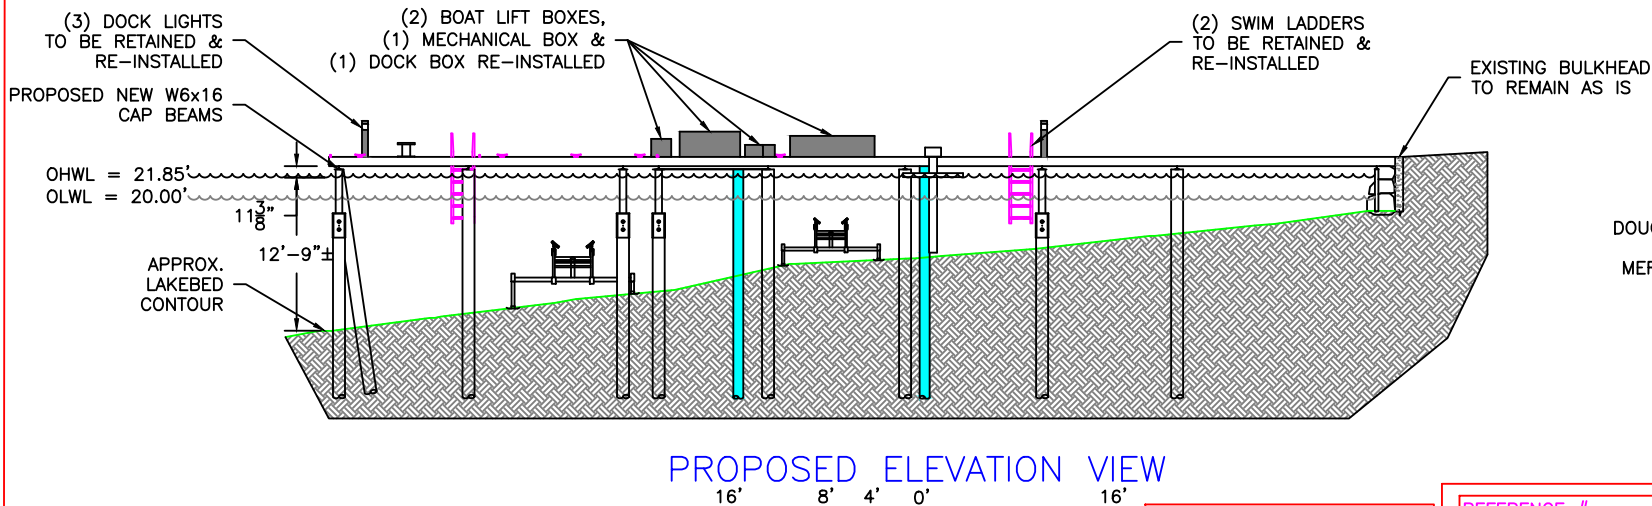 (3) DOCK LIGHTS
TO BE RETAINED &
RE-INSTALLED
(2) BOAT LIFT BOXES,
(1) MECHANICAL BOX &
(1) DOCK BOX RE-INSTALLED
(2) SWIM LADDERS
TO BE RETAINED &
RE-INSTALLED
EXISTING BULKHEAD
TO REMAIN AS IS
PROPOSED NEW W6x16
CAP BEAMS
OHWL = 21.85'
OLWL = 20.00'
11 3/8"
12'-9"±
APPROX.
LAKEBED
CONTOUR
DOUG
PROPOSED ELEVATION VIEW
16' 8' 4' 0' 16'
REFERENCE #